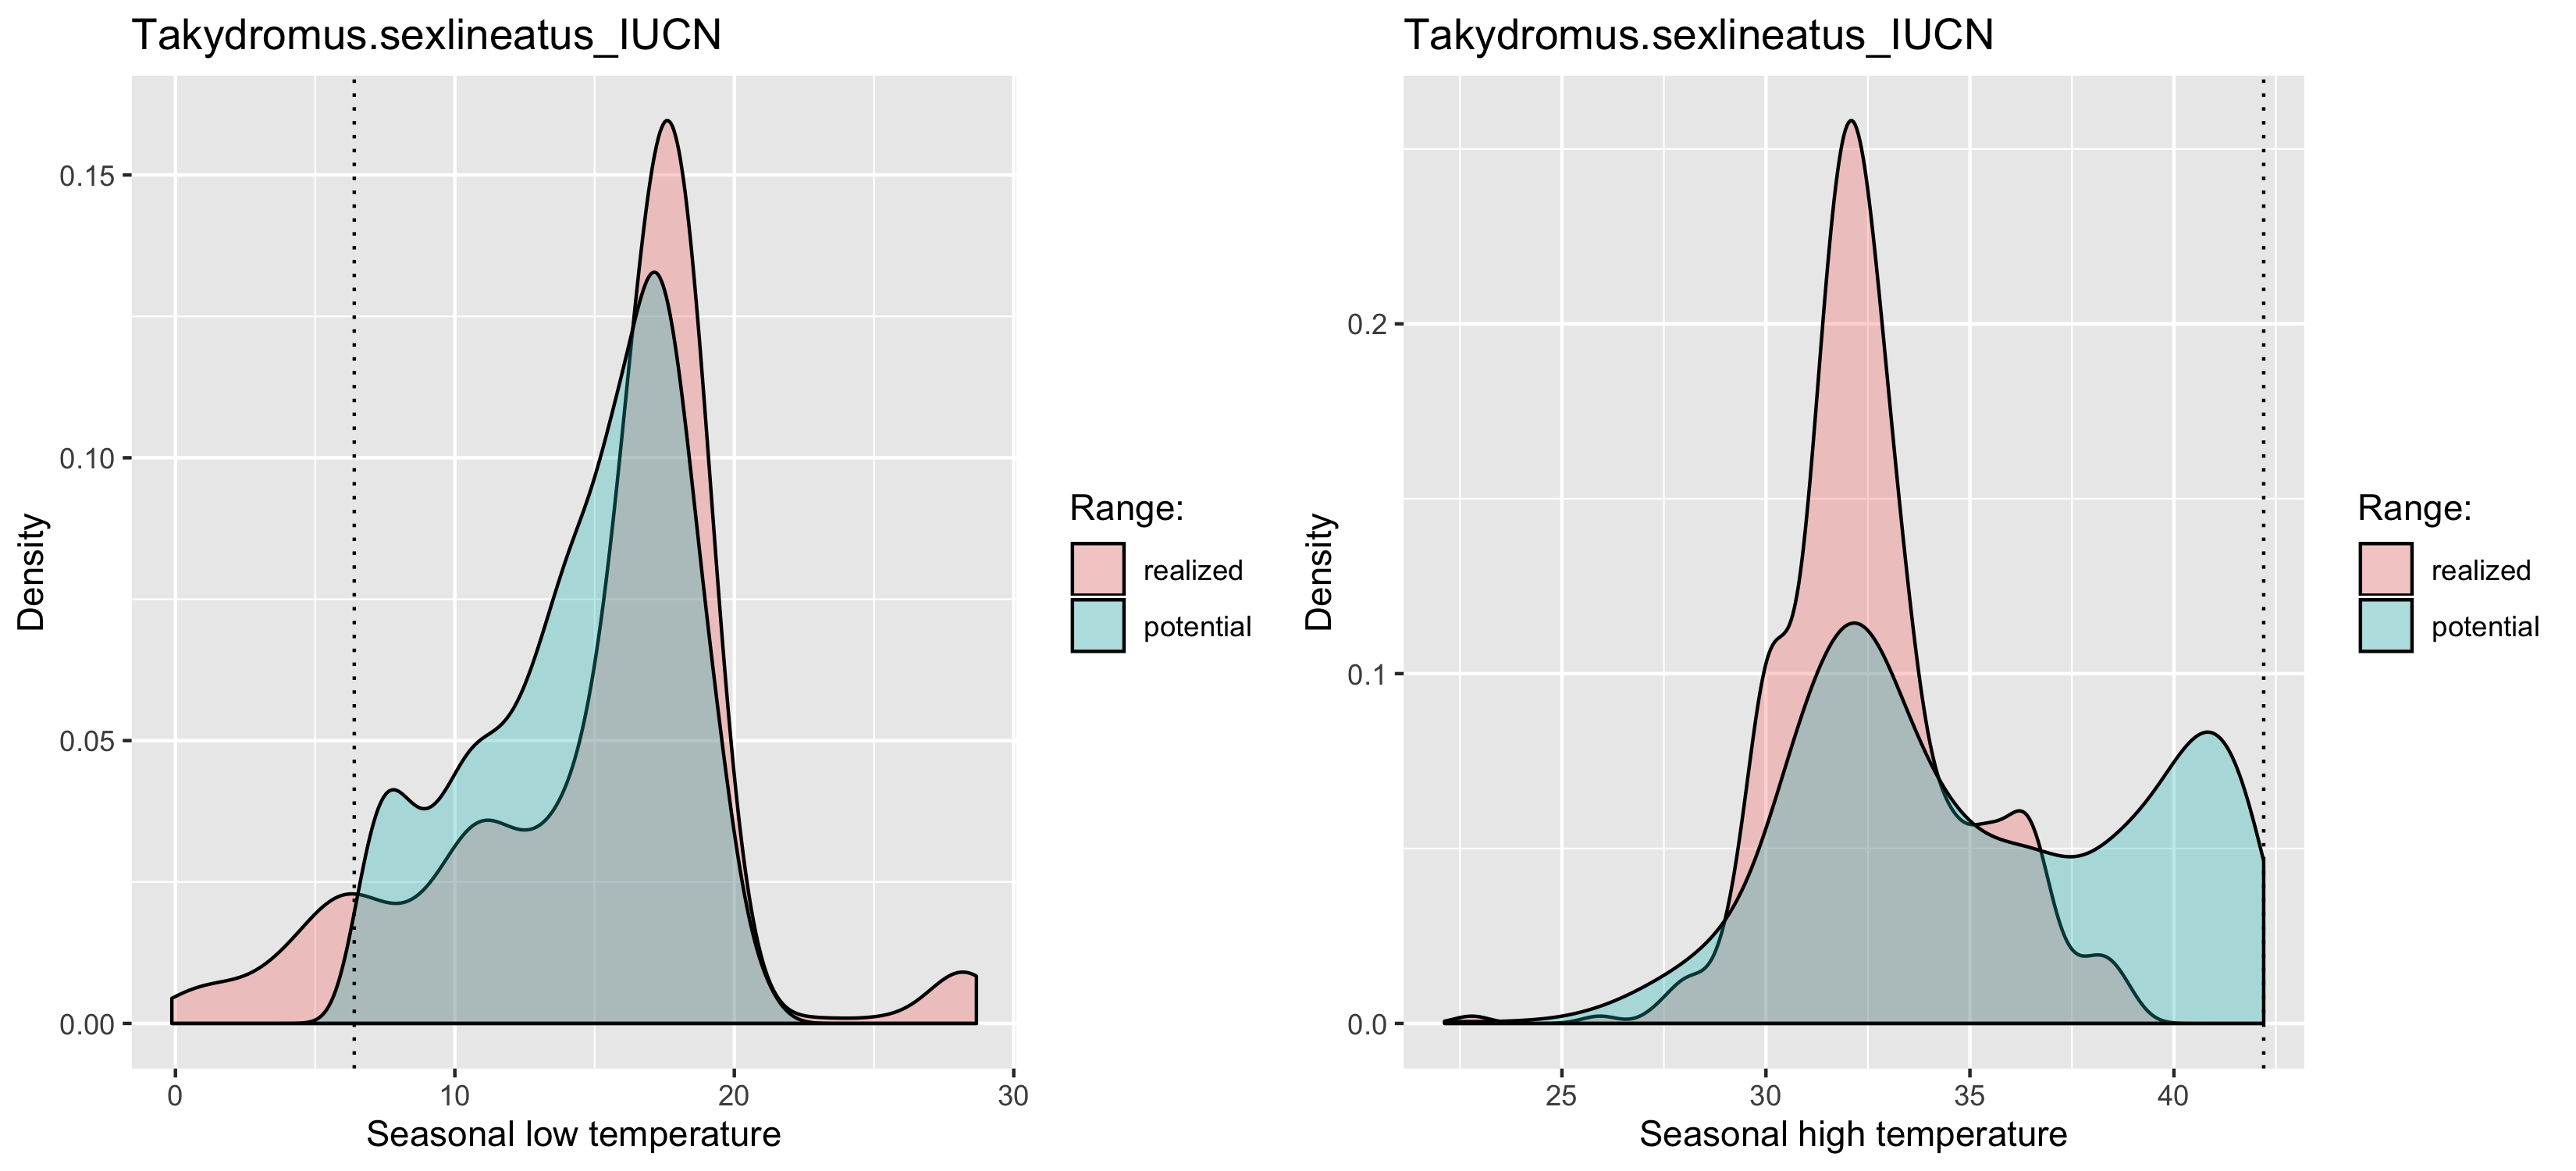 Takydromus.sexlineatus_IUCN
Density
0.15
0.10
0.05
0.00
0
10
20
30
Seasonal low temperature
Range:
realized
potential
Takydromus.sexlineatus_IUCN
Density
0.2
0.1
0.0
25
30
35
40
Seasonal high temperature
Range:
realized
potential